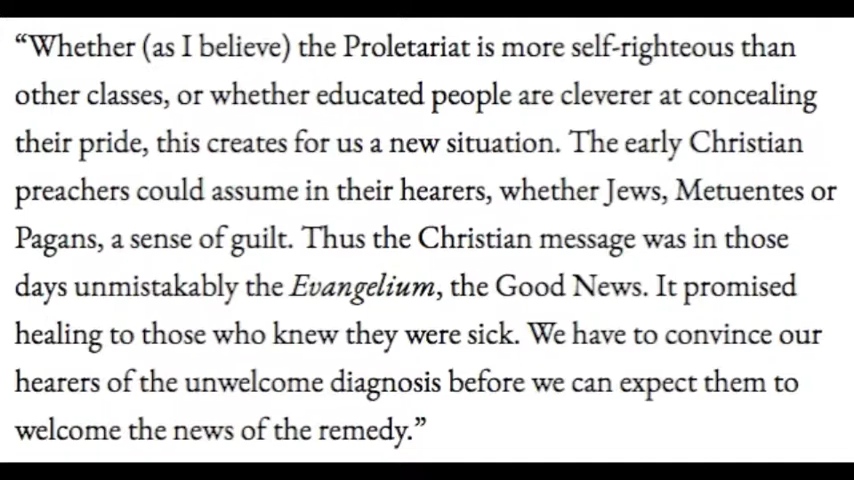 “Whether (as I believe) the Proletariat is more self-righteous than
other classes, or whether educated people are cleverer at concealing
their pride, this creates for us a new situation. The early Christian
preachers could assume in their hearers, whether Jews, Metuentes or
Pagans, a sense of guilt. Thus the Christian message was in those
days unmistakably the Evangelium, the Good News. It promised
healing to those who knew they were sick. We have to convince our
hearers of the unwelcome diagnosis before we can expect them to
welcome the news of the remedy.”